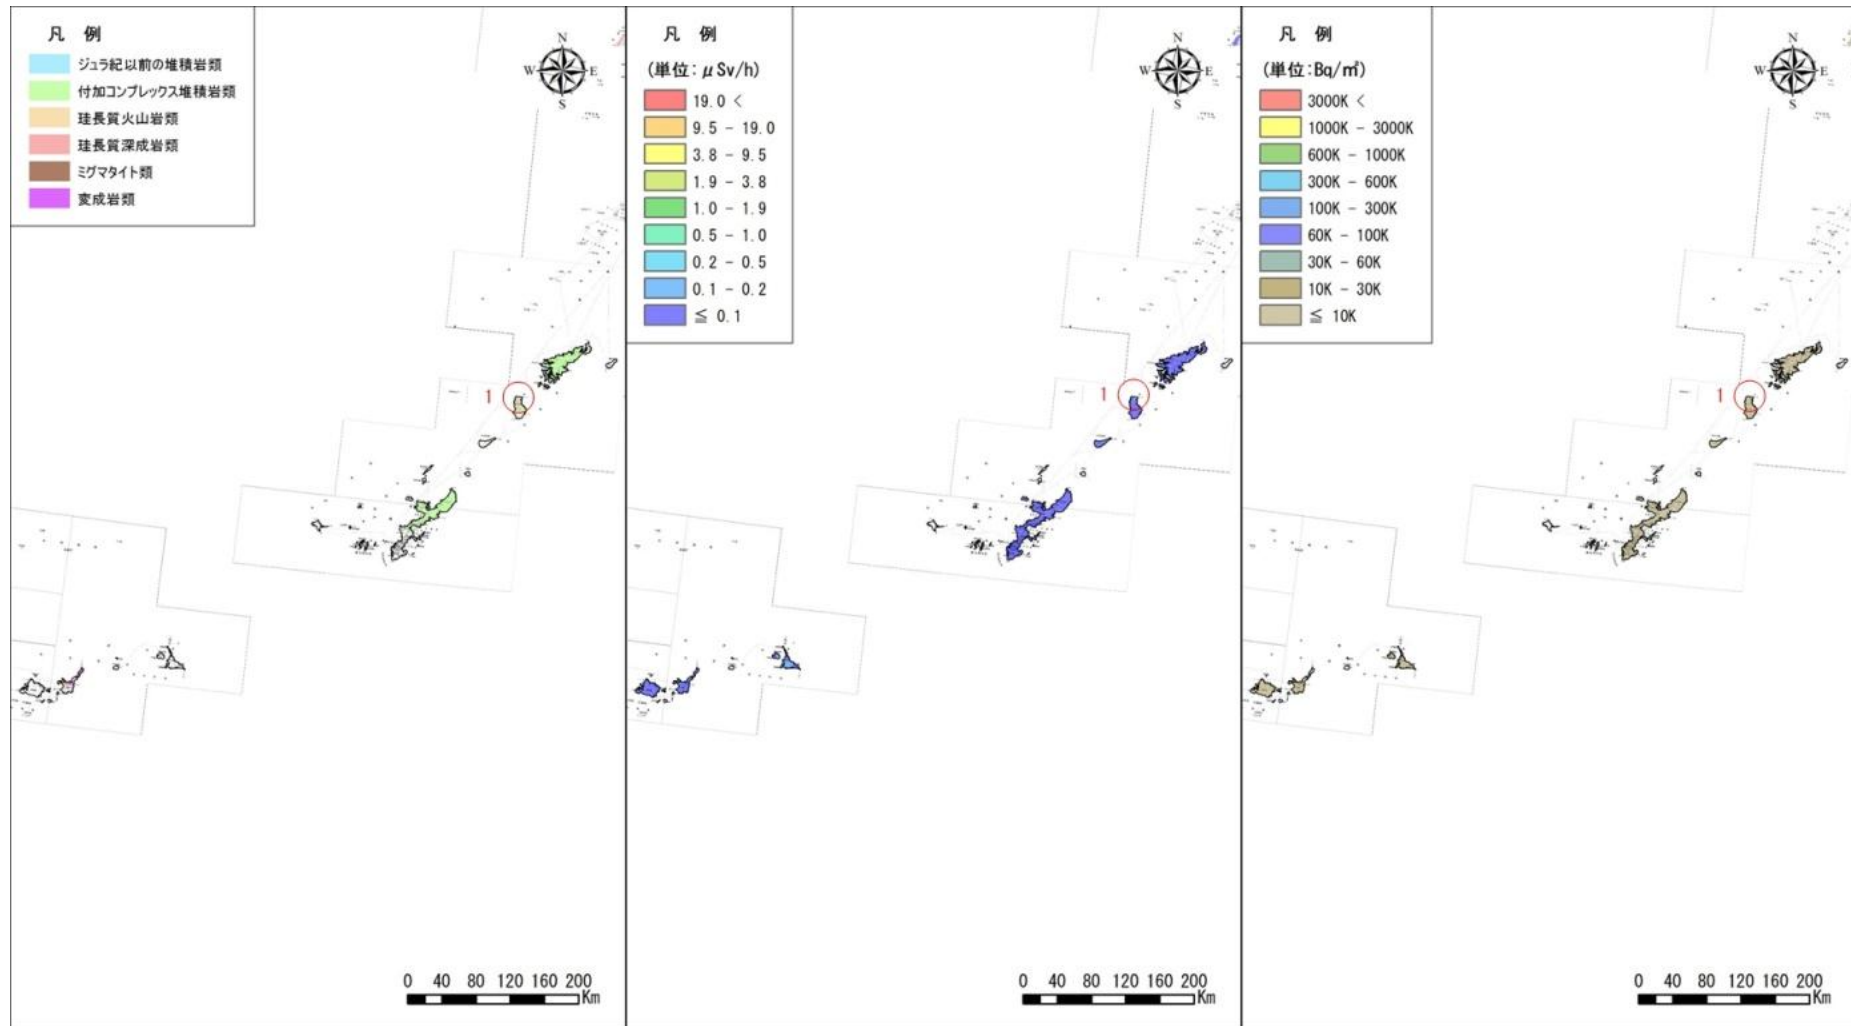 凡 例
ジュラ紀以前の堆積岩類
付加コンプレックス堆積岩類
珪長質火山岩類
珪長質深成岩類
ミグマタイト類
変成岩類
N
W E
S
1
0 40 80 120 160 200
Km
凡 例
(単位: μSv/h)
19.0 <
9.5 - 19.0
3.8 - 9.5
1.9 - 3.8
1.0 - 1.9
0.5 - 1.0
0.2 - 0.5
0.1 - 0.2
≦ 0.1
N
W E
S
1
0 40 80 120 160 200
Km
凡 例
(単位:Bq/㎡)
3000K <
1000K - 3000K
600K - 1000K
300K - 600K
100K - 300K
60K - 100K
30K - 60K
10K - 30K
≦ 10K
N
W E
S
1
0 40 80 120 160 200
Km